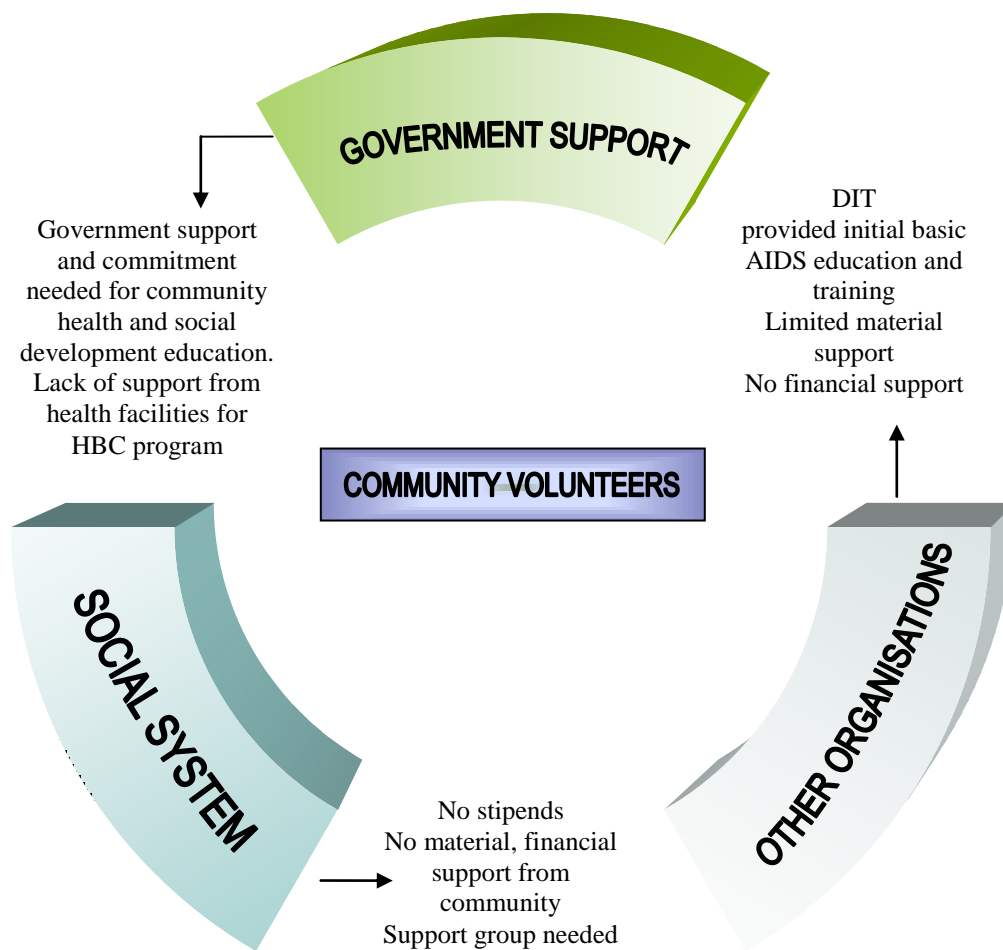 GOVERNMENT SUPPORT
Government support
and commitment
needed for community
health and social
development education.
Lack of support from
health facilities for
HBC program
DIT
provided initial basic
AIDS education and
training
Limited material
support
No financial support
COMMUNITY VOLUNTEERS
SOCIAL SYSTEM
OTHER ORGANISATIONS
No stipends
No material, financial
support from
community
Support group needed